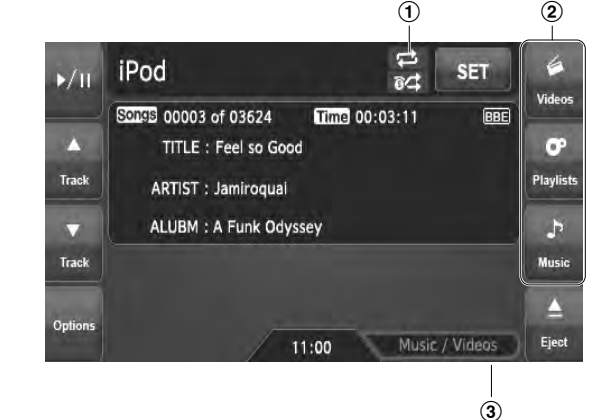 ① ②
iPod SET
Videos
Songs 00003 of 03624 Time 00:03:11 BBE
TITLE : Feel so Good
Track
ARTIST : Jamiroquai
Playlists
ALUBM : A Funk Odyssey
Track
Music
Options
11:00 Music / Videos
Eject
③